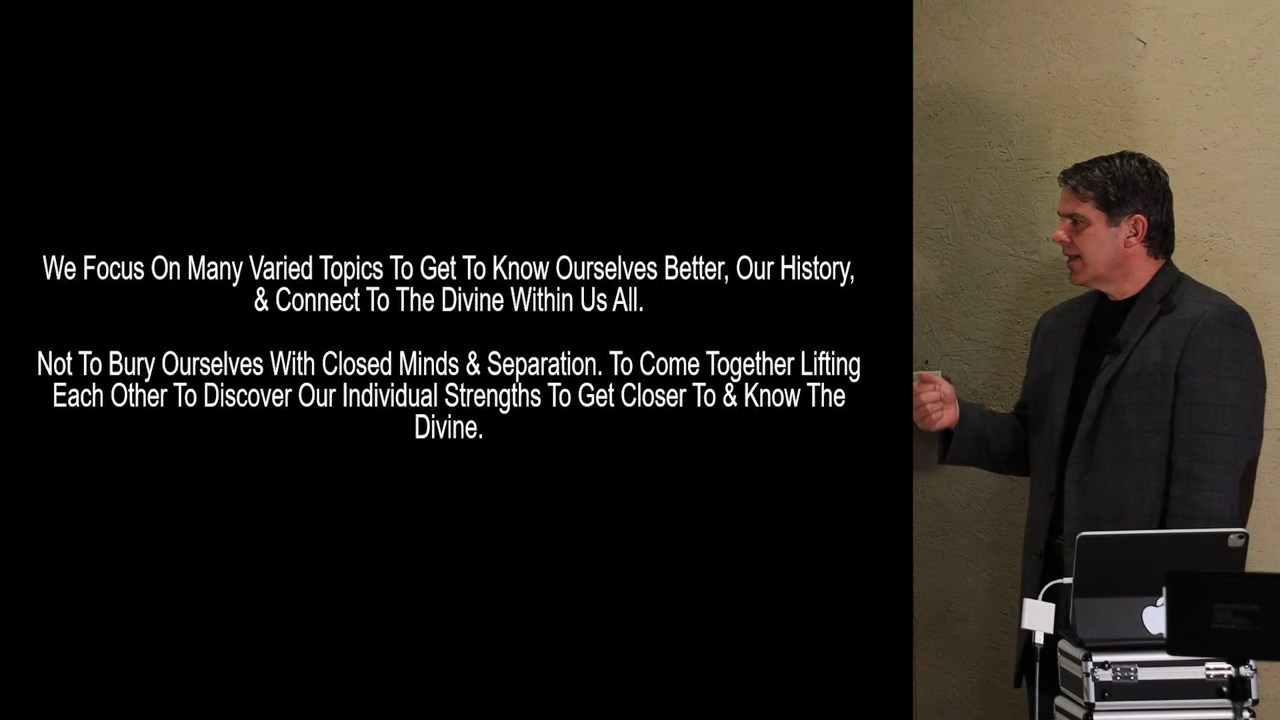 We Focus On Many Varied Topics To Get To Know Ourselves Better, Our History,
& Connect To The Divine Within Us All.
Not To Bury Ourselves With Closed Minds & Separation. To Come Together Lifting
Each Other To Discover Our Individual Strengths To Get Closer To & Know The
Divine.